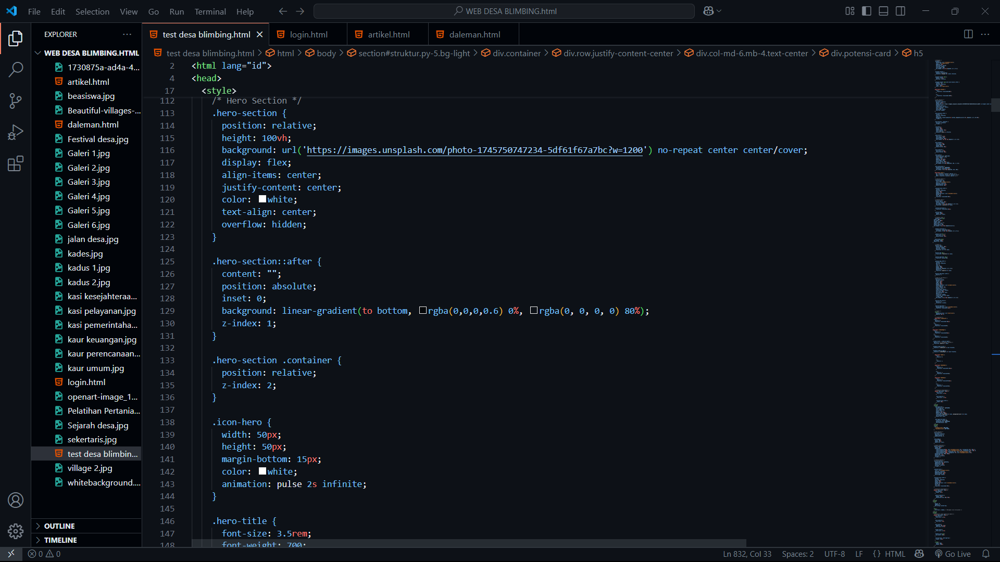 File Edit Selection View Go Run Terminal Help
WEB DESA BLIMBING.html
EXPLORER
WEB DESA BLIMBING.HTML
1730875a-ad4a-4...
artikel.html
beasiswa.jpg
Beautiful-villages-...
daleman.html
Festival desa.jpg
Galeri 1.jpg
Galeri 2.jpg
Galeri 3.jpg
Galeri 4.jpg
Galeri 5.jpg
Galeri 6.jpg
jalan desa.jpg
kades.jpg
kadus 1.jpg
kadus 2.jpg
kasi kesejahteraa...
kasi pelayanan.jpg
kasi pemerintaha...
kaur keuangan.jpg
kaur perencanaan...
kaur umum.jpg
login.html
openart-image_1...
Pelatihan Pertania...
Sejarah desa.jpg
sekertaris.jpg
test desa blimbin...
village 2.jpg
whitebackground....
OUTLINE
TIMELINE
test desa blimbing.html login.html artikel.html daleman.html
test desa blimbing.html > html > body > section#struktur.py-5.bg-light > div.container > div.row.justify-content-center > div.col-md-6.mb-4.text-center > div.potensi-card > h5
2 <html lang="id">
4 <head>
17 <style>
112 /* Hero Section */
113 .hero-section {
114 position: relative;
115 height: 100vh;
116 background: url('https://images.unsplash.com/photo-1745750747234-5df61f67a7bc?w=1200') no-repeat center center/cover;
117 display: flex;
118 align-items: center;
119 justify-content: center;
120 color: white;
121 text-align: center;
122 overflow: hidden;
123 }
124
125 .hero-section::after {
126 content: "";
127 position: absolute;
128 inset: 0;
129 background: linear-gradient(to bottom, rgba(0,0,0,0.6) 0%, rgba(0, 0, 0, 0) 80%);
130 z-index: 1;
131 }
132
133 .hero-section .container {
134 position: relative;
135 z-index: 2;
136 }
137
138 .icon-hero {
139 width: 50px;
140 height: 50px;
141 margin-bottom: 15px;
142 color: white;
143 animation: pulse 2s infinite;
144 }
145
146 .hero-title {
147 font-size: 3.5rem;
148 font-weight: 700;
0 0 Ln 832, Col 33 Spaces: 2 UTF-8 LF {} HTML Go Live